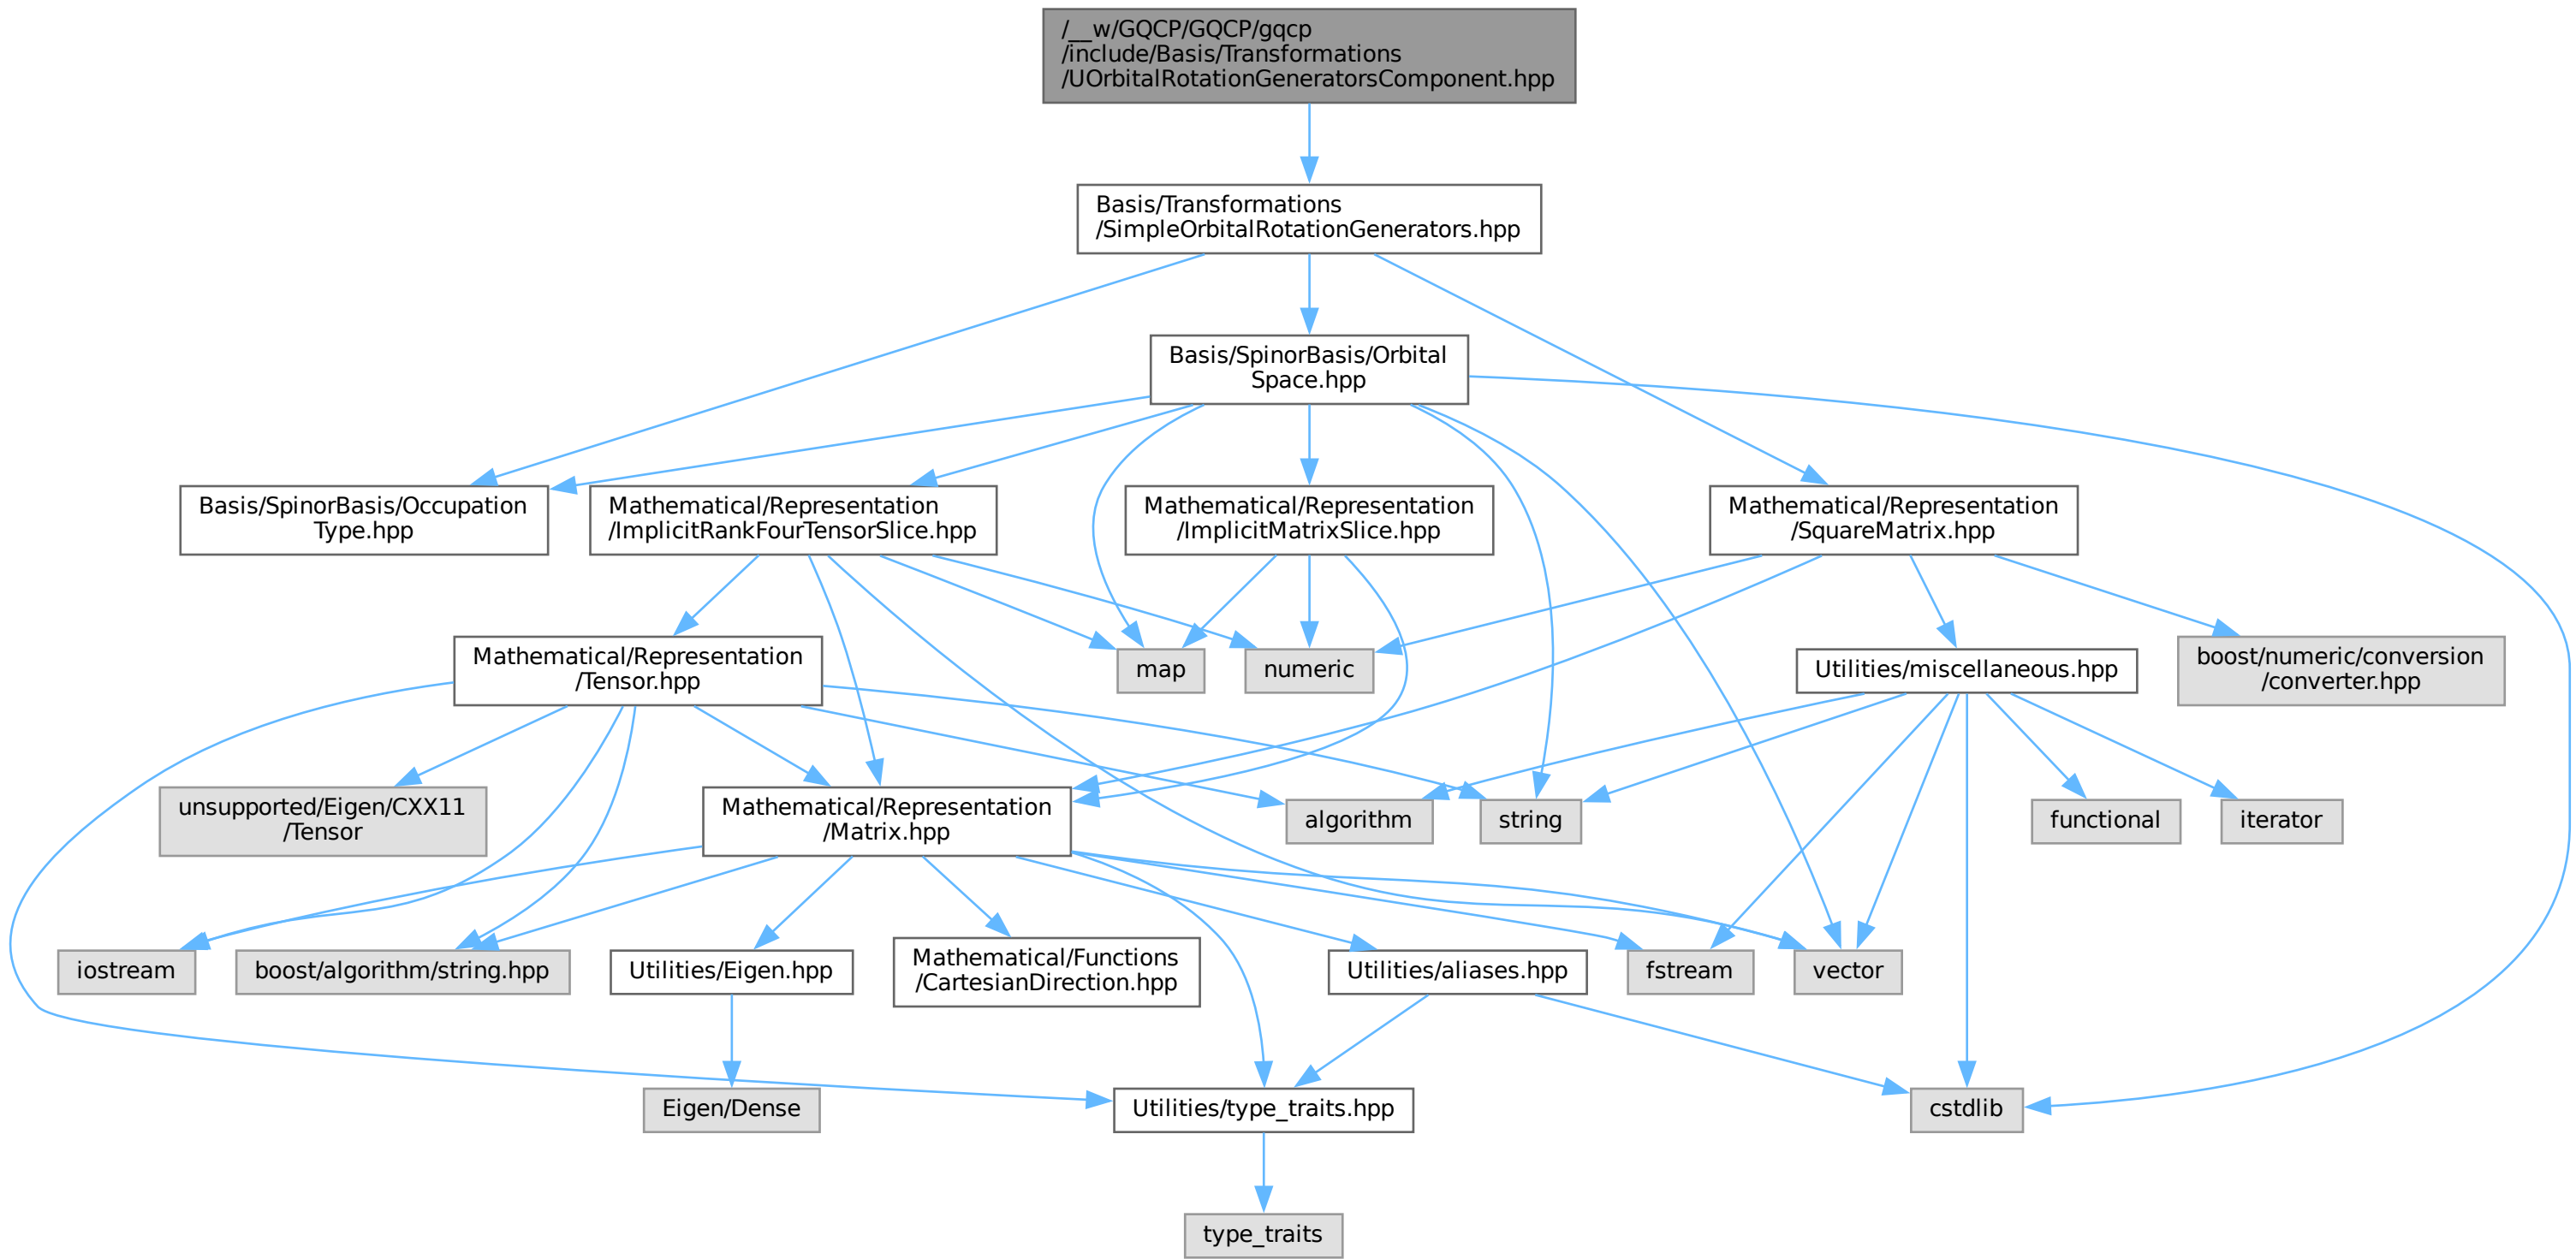 /__w/GQCP/GQCP/gqcp
/include/Basis/Transformations
/UOrbitalRotationGeneratorsComponent.hpp
Basis/Transformations
/SimpleOrbitalRotationGenerators.hpp
Basis/SpinorBasis/Orbital
Space.hpp
Basis/SpinorBasis/Occupation
Type.hpp
Mathematical/Representation
/ImplicitRankFourTensorSlice.hpp
Mathematical/Representation
/ImplicitMatrixSlice.hpp
Mathematical/Representation
/SquareMatrix.hpp
Mathematical/Representation
/Tensor.hpp
map
numeric
Utilities/miscellaneous.hpp
boost/numeric/conversion
/converter.hpp
unsupported/Eigen/CXX11
/Tensor
Mathematical/Representation
/Matrix.hpp
algorithm
string
functional
iterator
iostream
boost/algorithm/string.hpp
Utilities/Eigen.hpp
Mathematical/Functions
/CartesianDirection.hpp
Utilities/aliases.hpp
fstream
vector
Eigen/Dense
Utilities/type_traits.hpp
cstdlib
type_traits